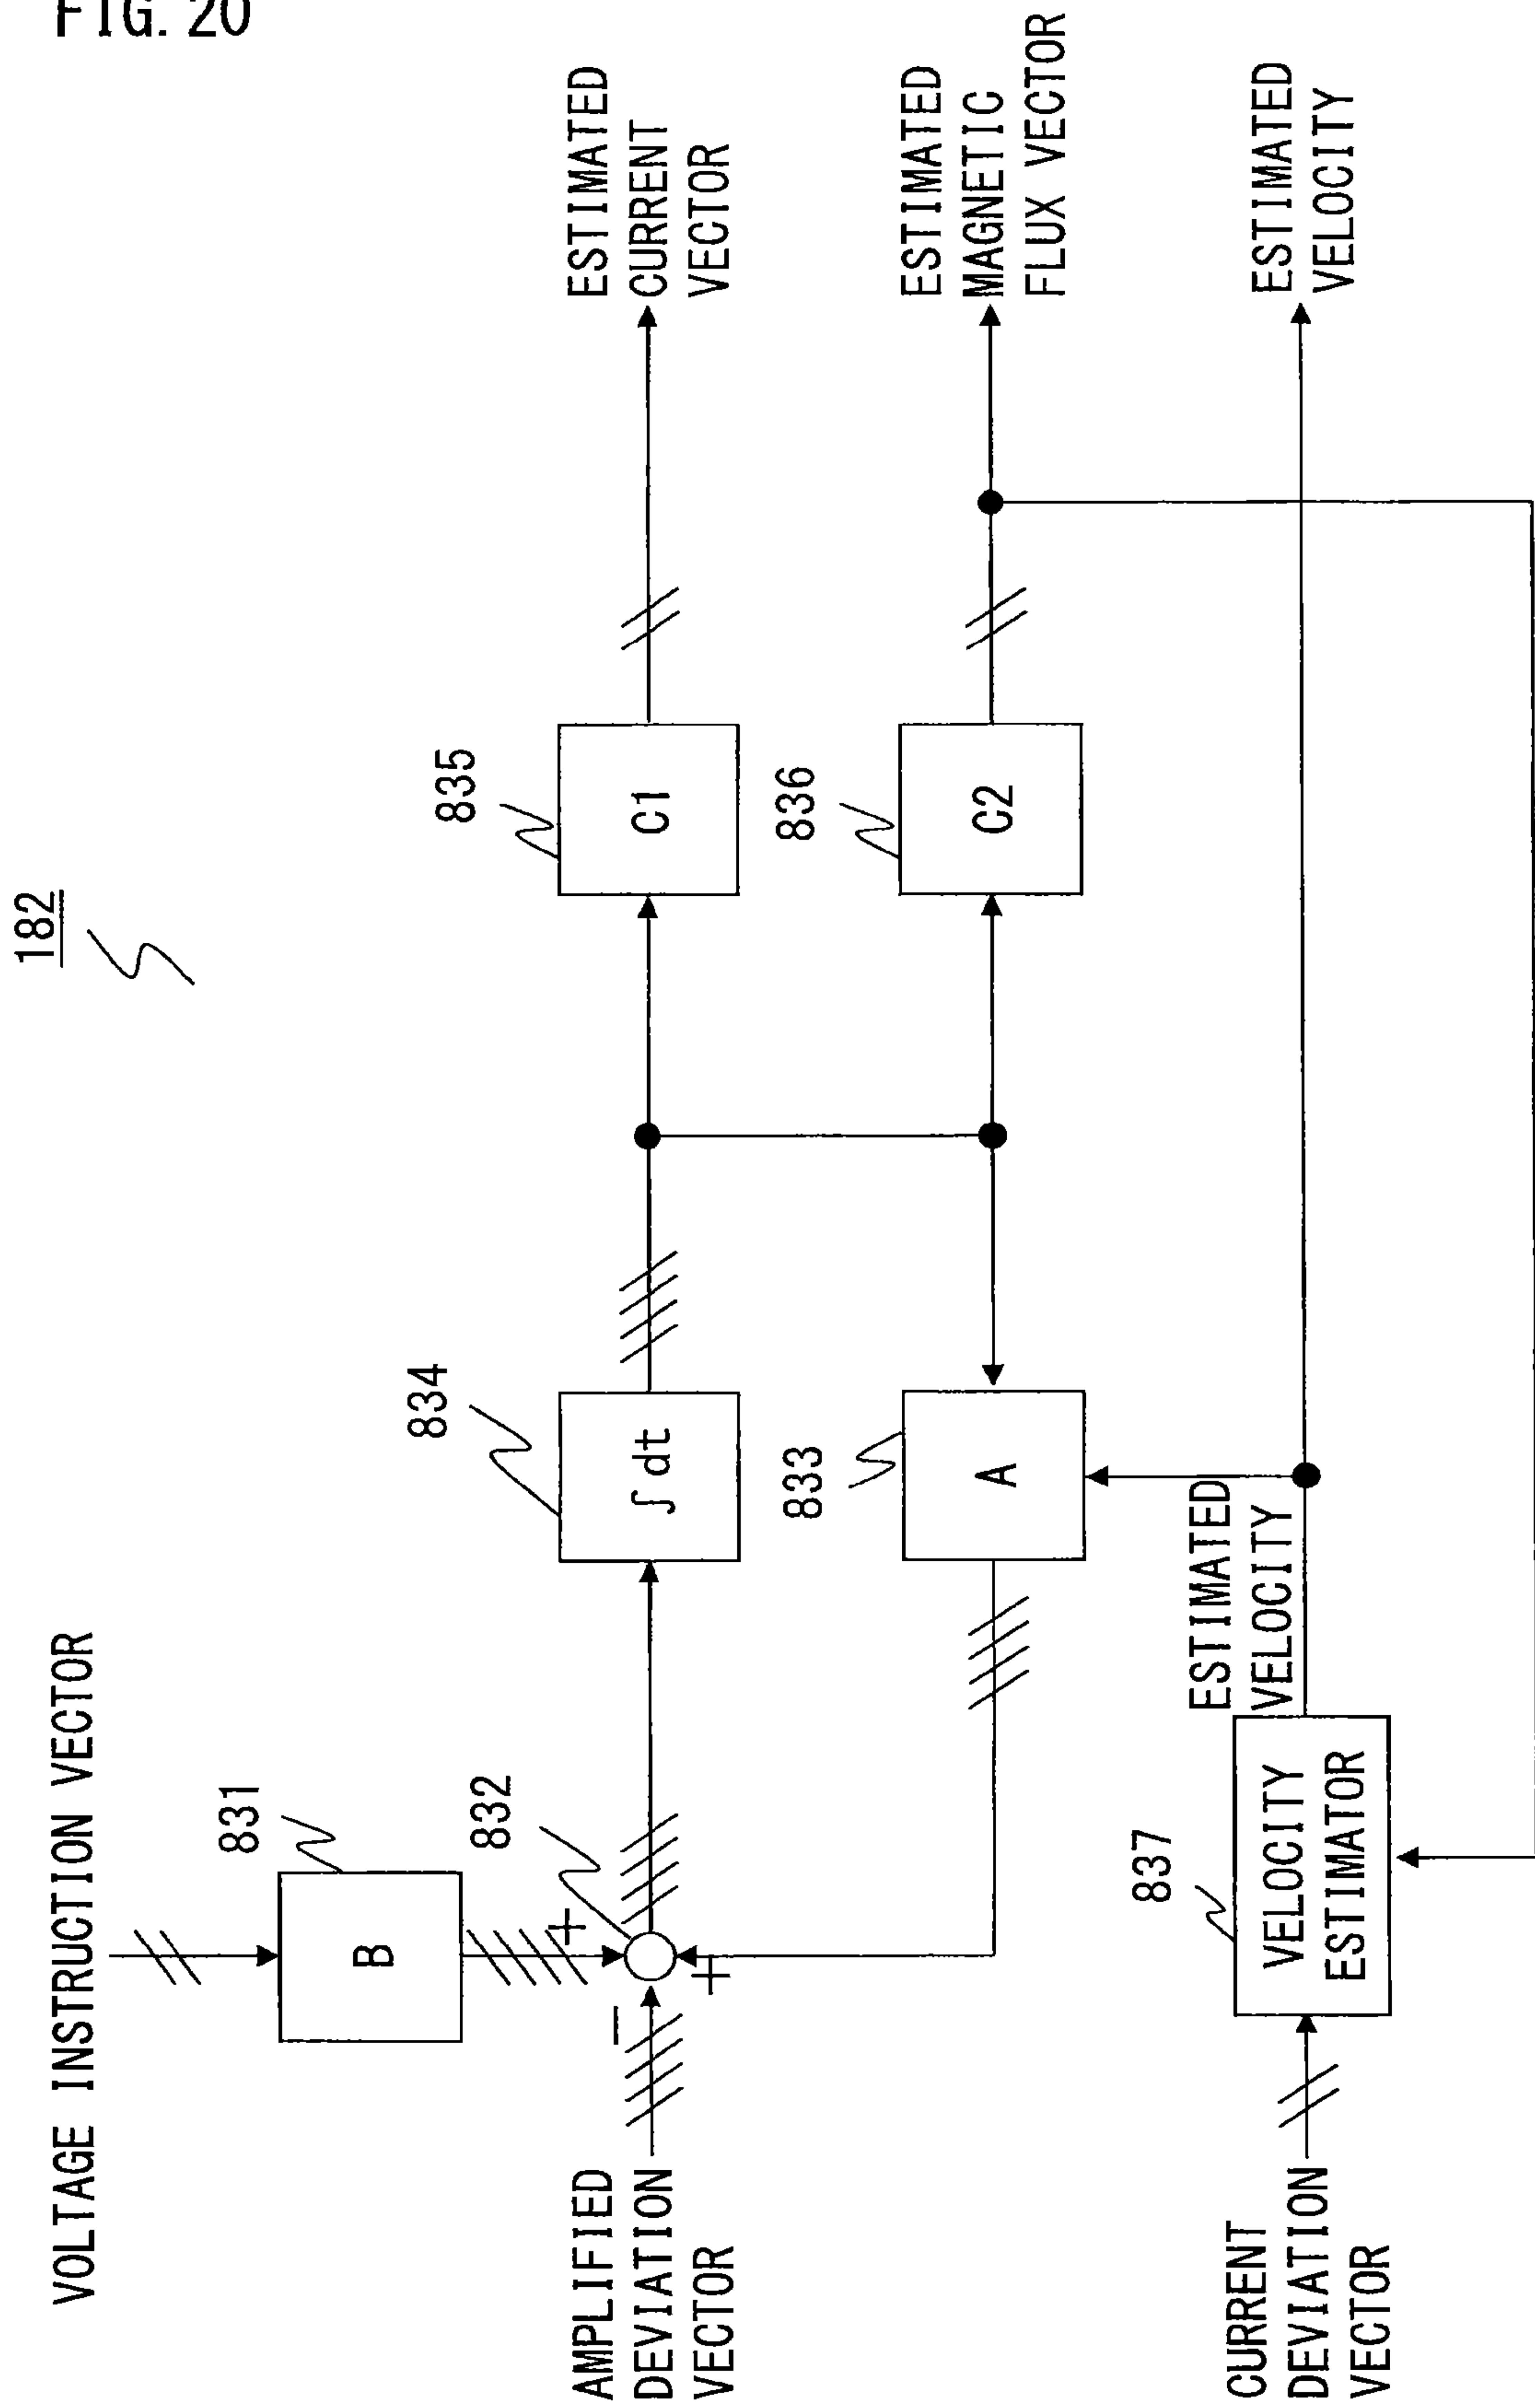 FIG. 20
182
VOLTAGE INSTRUCTION VECTOR
831
B
832
+
+
−
AMPLIFIED
DEVIATION
VECTOR
834
∫ dt
835
C1
ESTIMATED
CURRENT
VECTOR
833
A
836
C2
ESTIMATED
MAGNETIC
FLUX VECTOR
CURRENT
DEVIATION
VECTOR
837
VELOCITY
ESTIMATOR
ESTIMATED
VELOCITY
ESTIMATED
VELOCITY